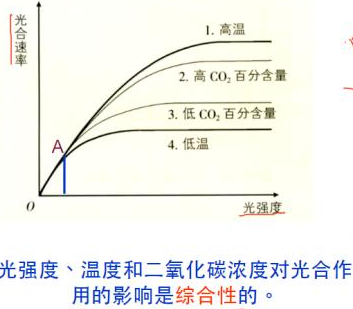 光合速率
1. 高温
2. 高 CO₂ 百分含量
3. 低 CO₂ 百分含量
A
4. 低温
O
光强度
光强度、温度和二氧化碳浓度对光合作
用的影响是综合性的。